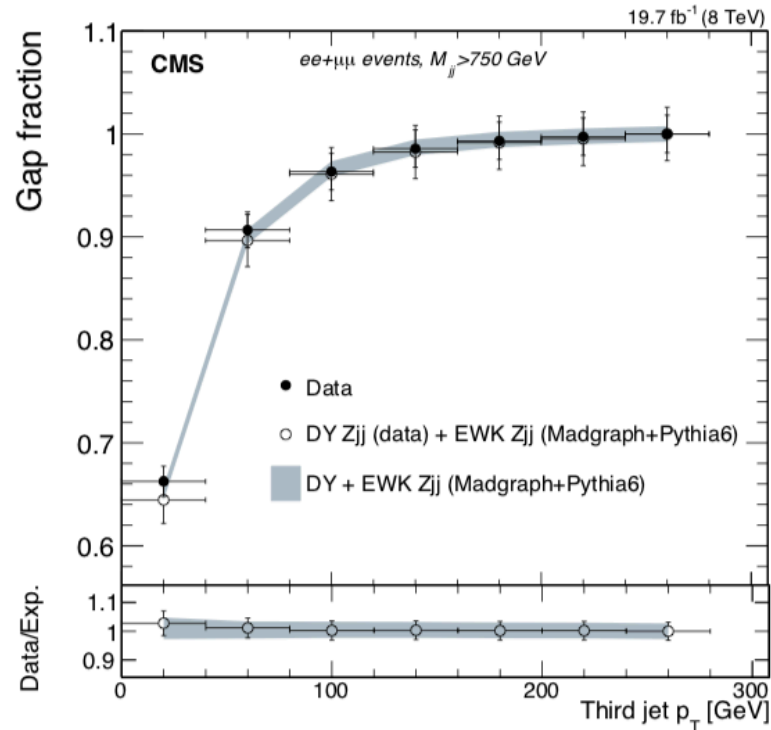 19.7 fb⁻¹ (8 TeV)
CMS
ee+μμ events, M_jj>750 GeV
Gap fraction
1.1
1
0.9
0.8
0.7
0.6
Data
DY Zjj (data) + EWK Zjj (Madgraph+Pythia6)
DY + EWK Zjj (Madgraph+Pythia6)
Data/Exp.
1.1
1
0.9
0 100 200 300
Third jet p_T [GeV]